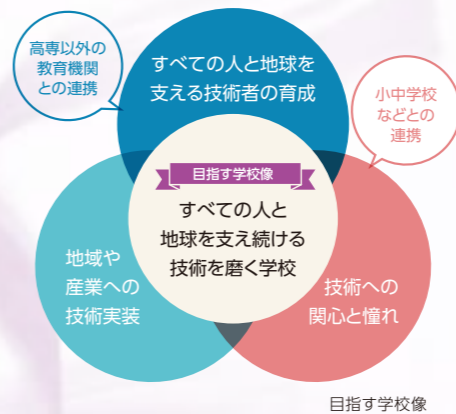 高専以外の
教育機関
との連携
すべての人と地球を
支える技術者の育成
小中学校
などとの
連携
目指す学校像
すべての人と
地球を支え続ける
技術を磨く学校
地域や
産業への
技術実装
技術への
関心と憧れ
目指す学校像